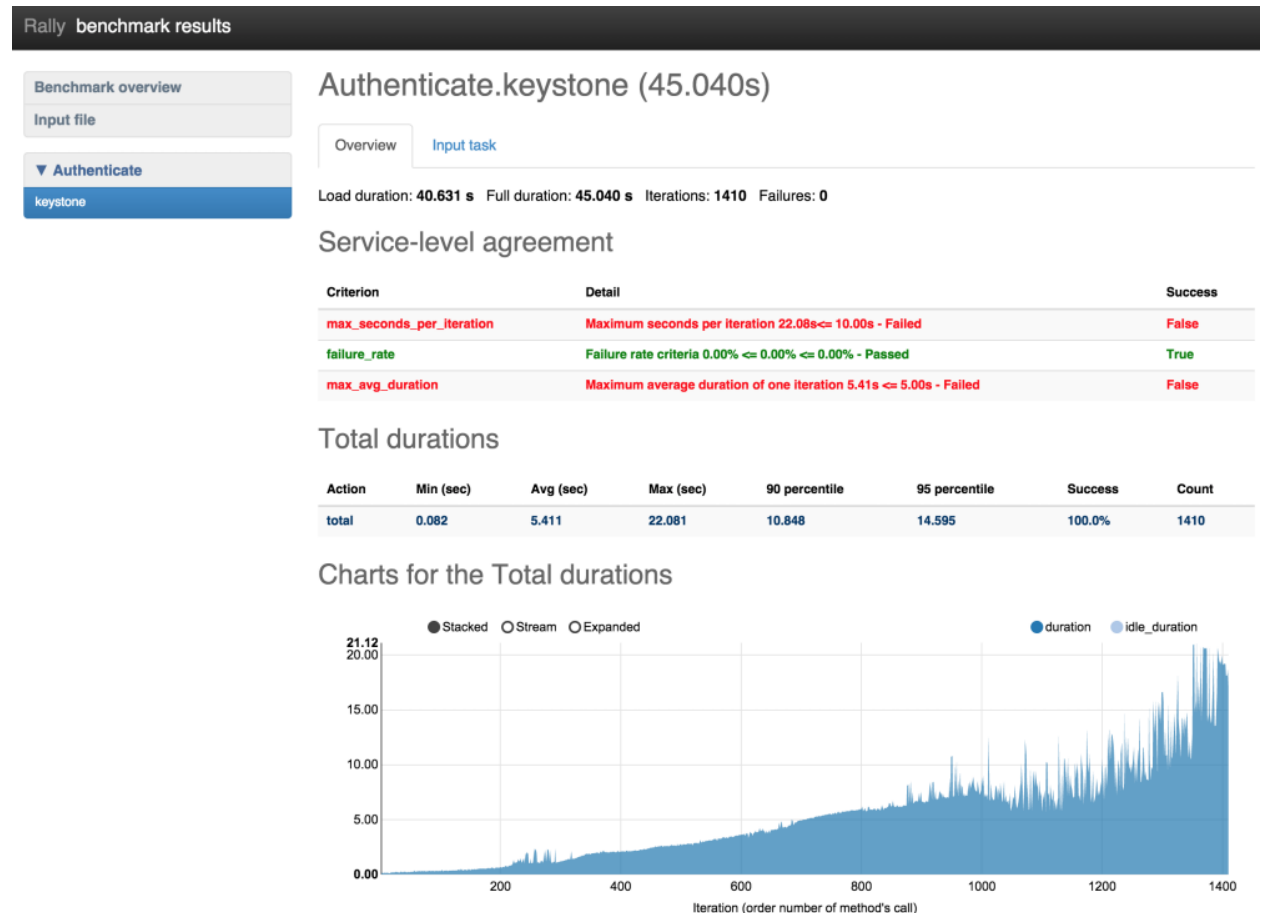 Rally benchmark results
Benchmark overview
Input file
▼ Authenticate
keystone
Authenticate.keystone (45.040s)
Overview Input task
Load duration: 40.631 s Full duration: 45.040 s Iterations: 1410 Failures: 0
Service-level agreement
Criterion Detail Success
max_seconds_per_iteration Maximum seconds per iteration 22.08s<= 10.00s - Failed False
failure_rate Failure rate criteria 0.00% <= 0.00% <= 0.00% - Passed True
max_avg_duration Maximum average duration of one iteration 5.41s <= 5.00s - Failed False
Total durations
Action Min (sec) Avg (sec) Max (sec) 90 percentile 95 percentile Success Count
total 0.082 5.411 22.081 10.848 14.595 100.0% 1410
Charts for the Total durations
Stacked Stream Expanded duration idle_duration
21.12
20.00
15.00
10.00
5.00
0.00
200 400 600 800 1000 1200 1400
Iteration (order number of method's call)